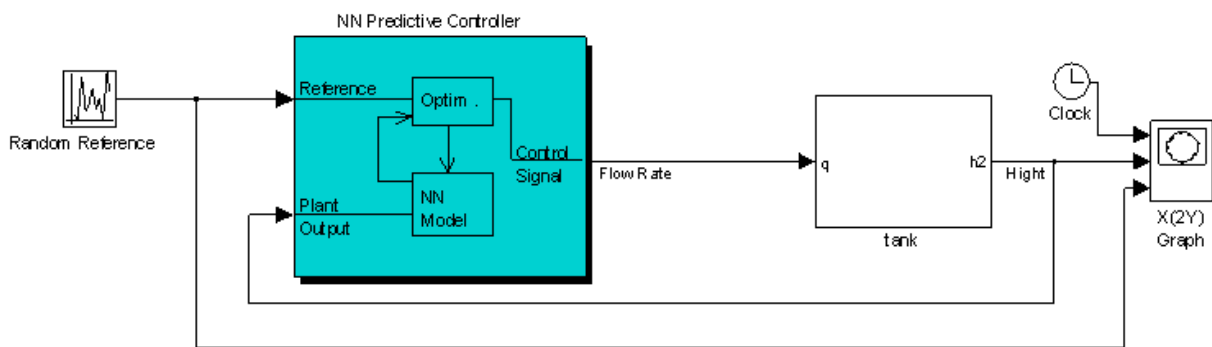 NN Predictive Controller
Random Reference
Reference
Optim .
Control
Signal
NN
Model
Plant
Output
Flow Rate
q
h2
tank
Hight
Clock
X(2Y)
Graph